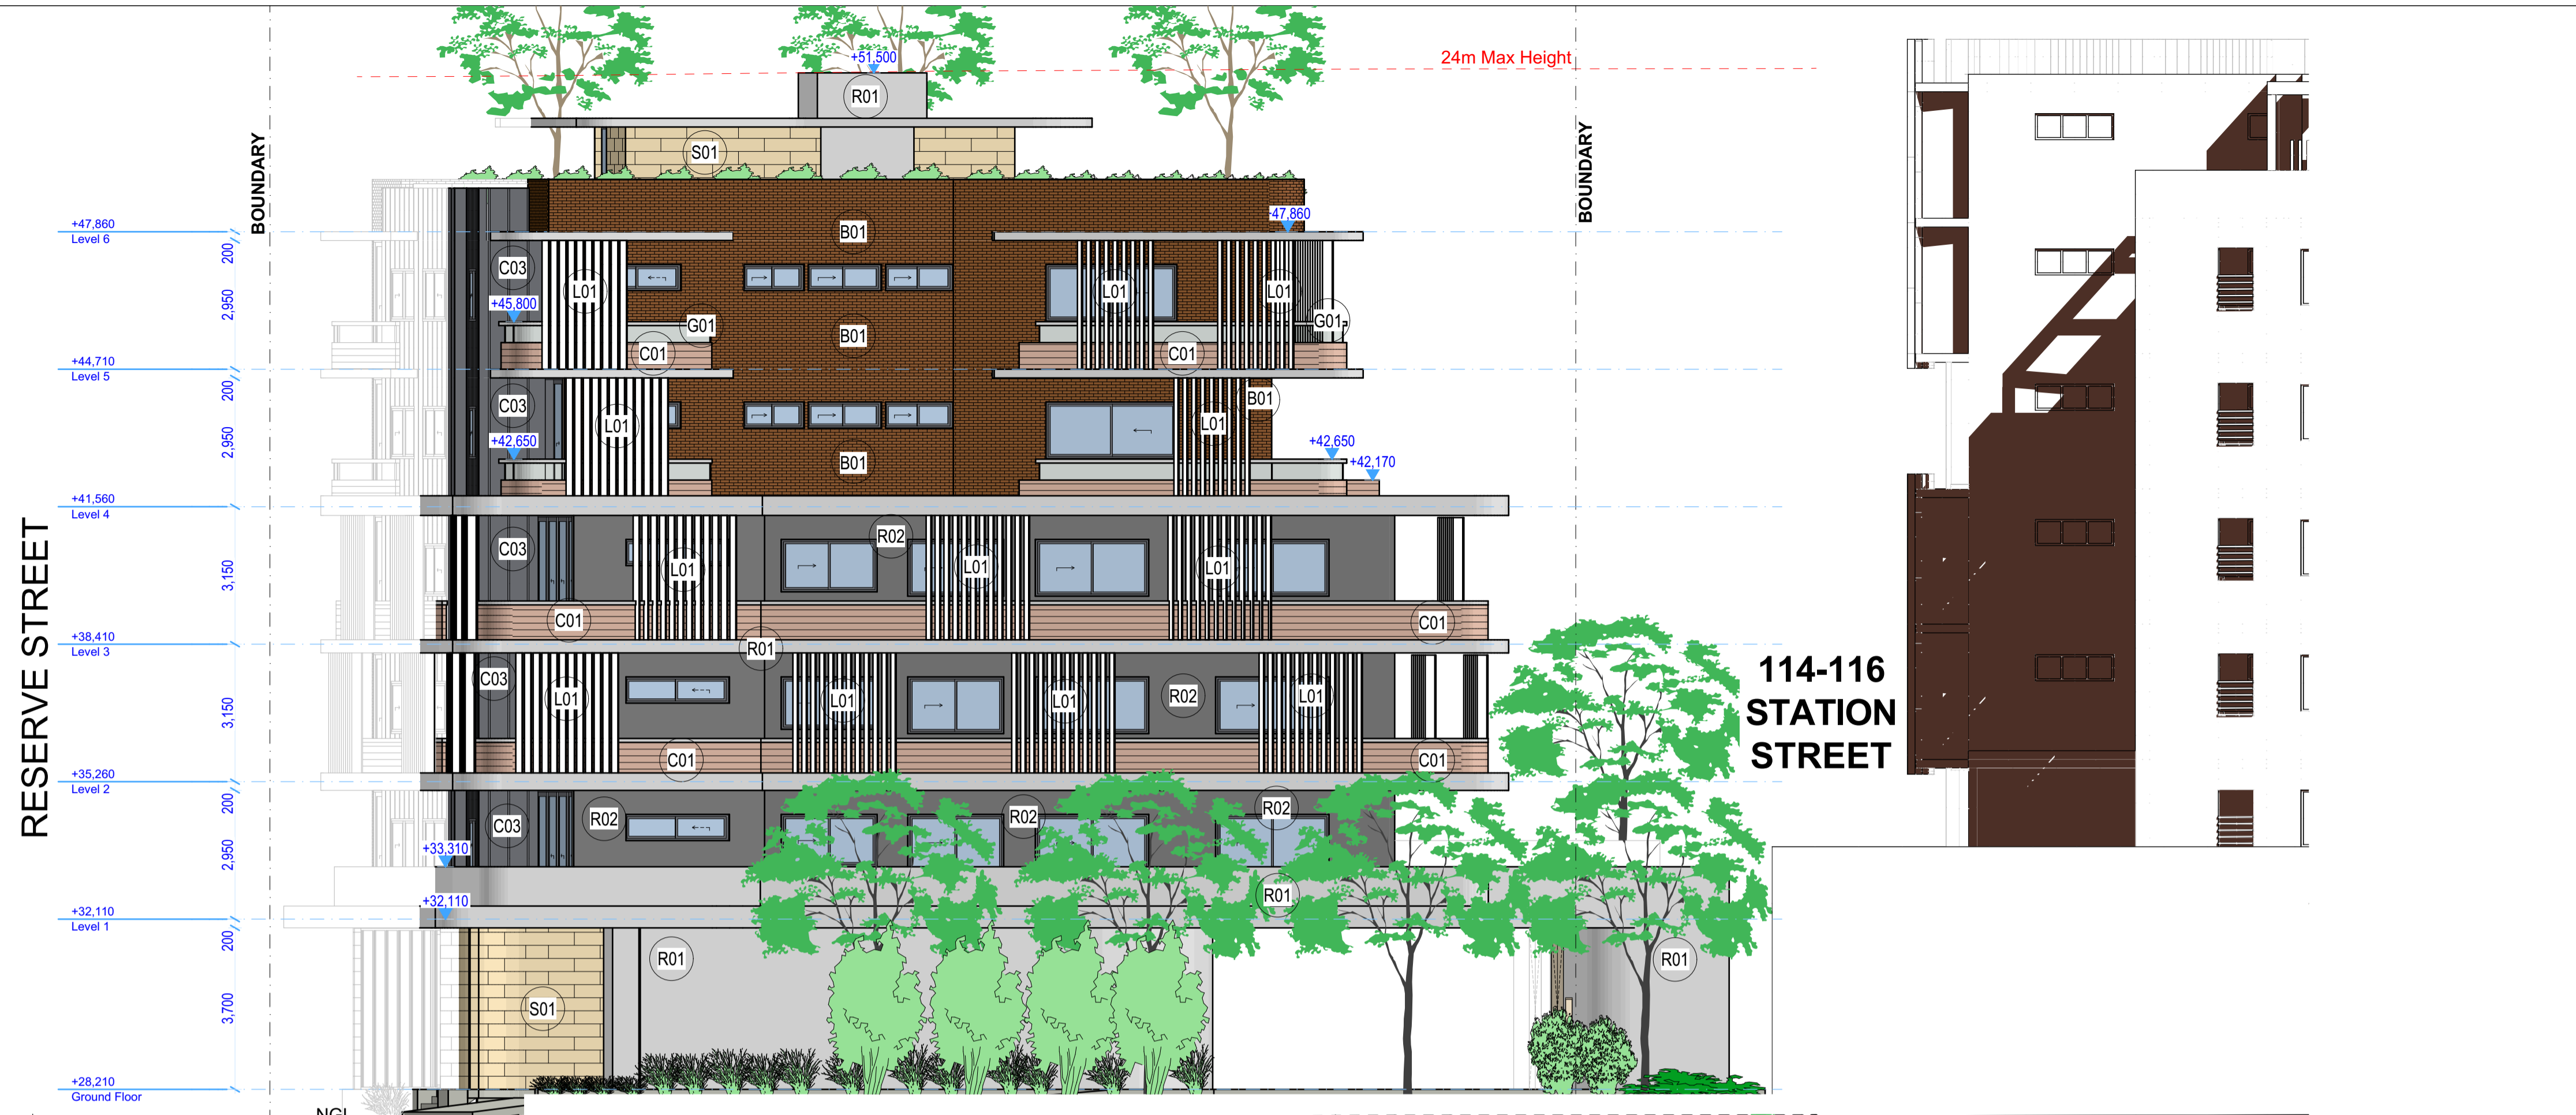 +51,500
24m Max Height
R01
BOUNDARY
BOUNDARY
S01
+47,860
Level 6
B01
47,860
200
C03
L01
L01
L01
2,950
+45,800
G01
G01
B01
C01
C01
+44,710
Level 5
200
C03
B01
L01
L01
2,950
+42,650
+42,650
B01
+42,170
+41,560
Level 4
R02
C03
L01
L01
L01
3,150
C01
C01
+38,410
Level 3
R01
RESERVE STREET
114-116
STATION
STREET
C03
L01
L01
L01
R02
L01
3,150
C01
C01
+35,260
Level 2
200
C03
R02
R02
R02
2,950
+33,310
R01
+32,110
+32,110
Level 1
200
R01
R01
3,700
S01
+28,210
Ground Floor